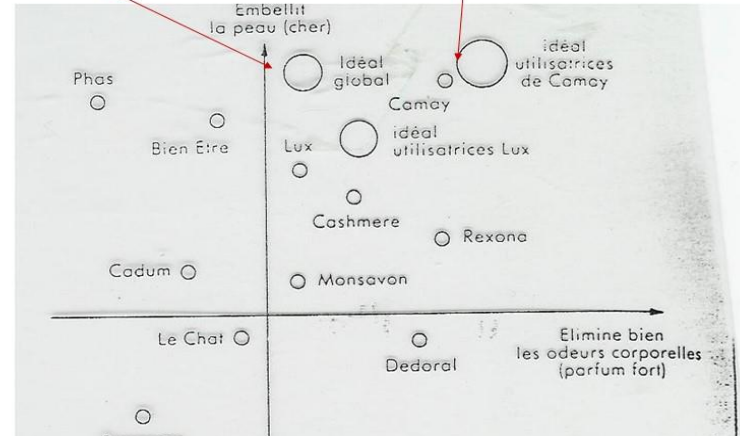 Embellit
la peau (cher)
Idéal
global
idéal
utilisatrices
de Camay
Phas
Camay
Bien Etre
Lux
idéal
utilisatrices Lux
Cashmere
Rexona
Cadum
Monsavon
Le Chat
Dedoral
Elimine bien
les odeurs corporelles
(parfum fort)